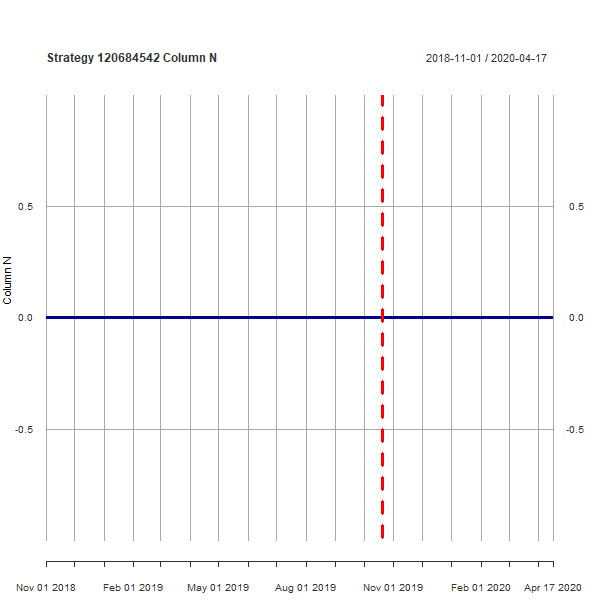 Strategy 120684542 Column N
2018-11-01 / 2020-04-17
0.5
0.5
Column N
0.0
0.0
-0.5
-0.5
Nov 01 2018
Feb 01 2019
May 01 2019
Aug 01 2019
Nov 01 2019
Feb 01 2020
Apr 17 2020